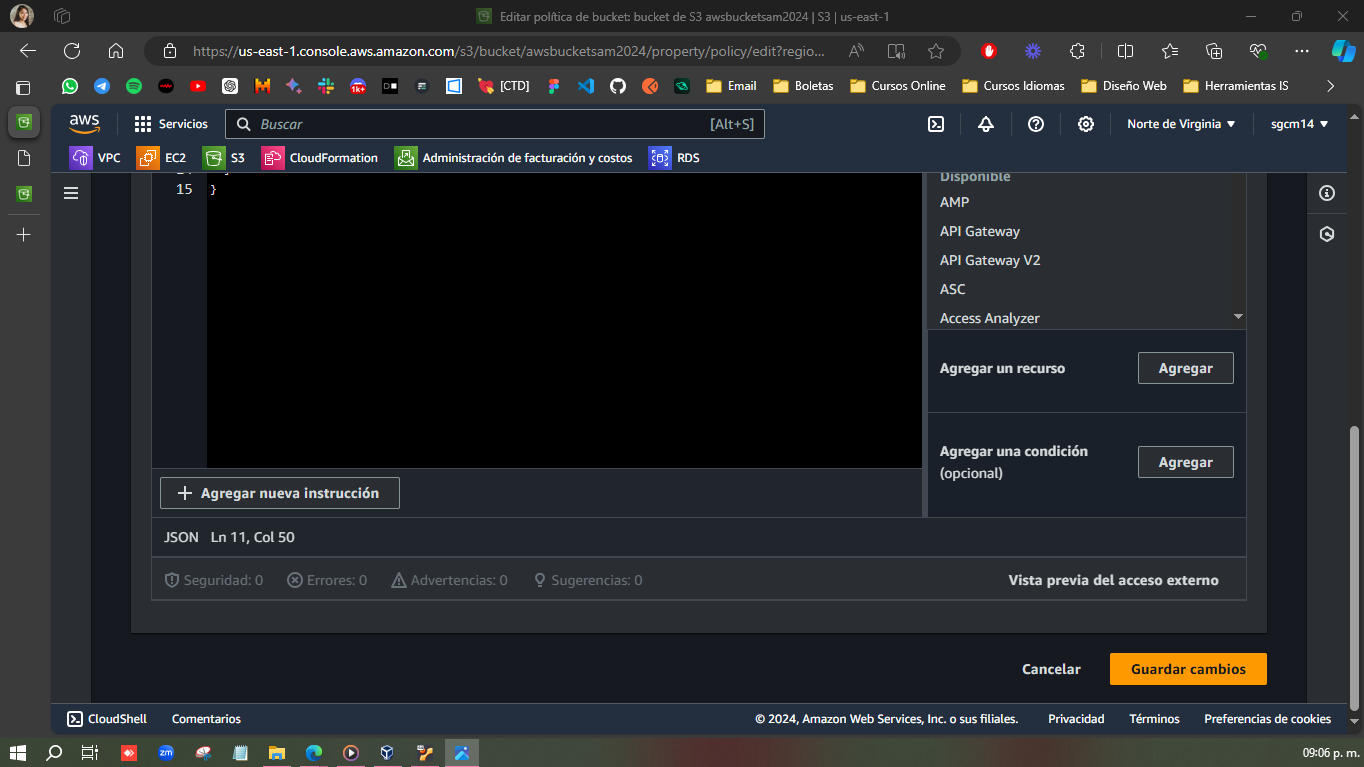 Editar política de bucket: bucket de S3 awsbucketsam2024 | S3 | us-east-1
https://us-east-1.console.aws.amazon.com/s3/bucket/awsbucketsam2024/property/policy/edit?regio...
1k+
[CTD]
Email
Boletas
Cursos Online
Cursos Idiomas
Diseño Web
Herramientas IS
aws
Servicios
Buscar
[Alt+S]
Norte de Virginia
sgcm14
VPC
EC2
S3
CloudFormation
Administración de facturación y costos
RDS
15 }
Disponible
AMP
API Gateway
API Gateway V2
ASC
Access Analyzer
Agregar un recurso
Agregar
Agregar una condición
(opcional)
Agregar
Agregar nueva instrucción
JSON Ln 11, Col 50
Seguridad: 0
Errores: 0
Advertencias: 0
Sugerencias: 0
Vista previa del acceso externo
Cancelar
Guardar cambios
CloudShell
Comentarios
© 2024, Amazon Web Services, Inc. o sus filiales.
Privacidad
Términos
Preferencias de cookies
zm
09:06 p. m.